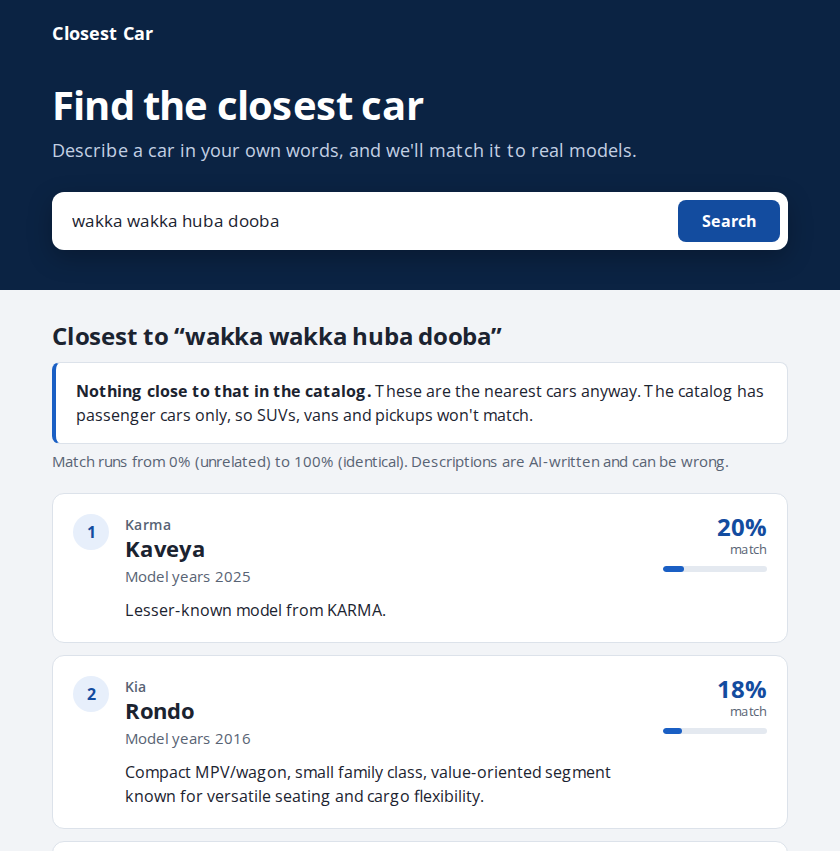 Closest Car
Find the closest car
Describe a car in your own words, and we'll match it to real models.
wakka wakka huba dooba
Search
Closest to “wakka wakka huba dooba”
Nothing close to that in the catalog. These are the nearest cars anyway. The catalog has
passenger cars only, so SUVs, vans and pickups won't match.
Match runs from 0% (unrelated) to 100% (identical). Descriptions are AI-written and can be wrong.
1
Karma
Kaveya
Model years 2025
Lesser-known model from KARMA.
20%
match
2
Kia
Rondo
Model years 2016
Compact MPV/wagon, small family class, value-oriented segment
known for versatile seating and cargo flexibility.
18%
match